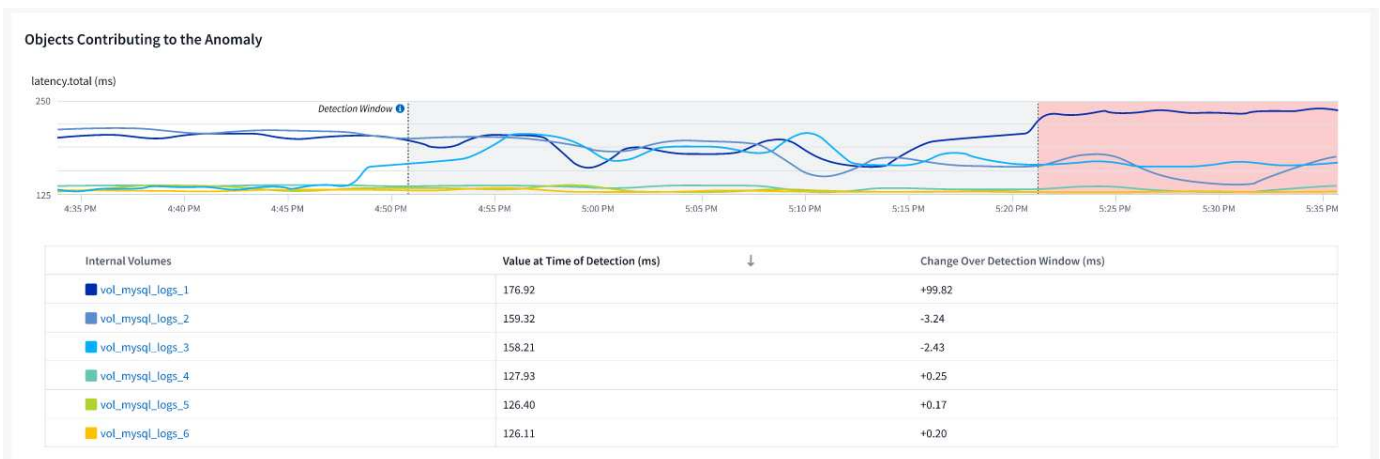 Objects Contributing to the Anomaly
latency.total (ms)
250
Detection Window
125
4:35 PM 4:40 PM 4:45 PM 4:50 PM 4:55 PM 5:00 PM 5:05 PM 5:10 PM 5:15 PM 5:20 PM 5:25 PM 5:30 PM 5:35 PM
Internal Volumes Value at Time of Detection (ms) ↓ Change Over Detection Window (ms)
vol_mysql_logs_1 176.92 +99.82
vol_mysql_logs_2 159.32 -3.24
vol_mysql_logs_3 158.21 -2.43
vol_mysql_logs_4 127.93 +0.25
vol_mysql_logs_5 126.40 +0.17
vol_mysql_logs_6 126.11 +0.20